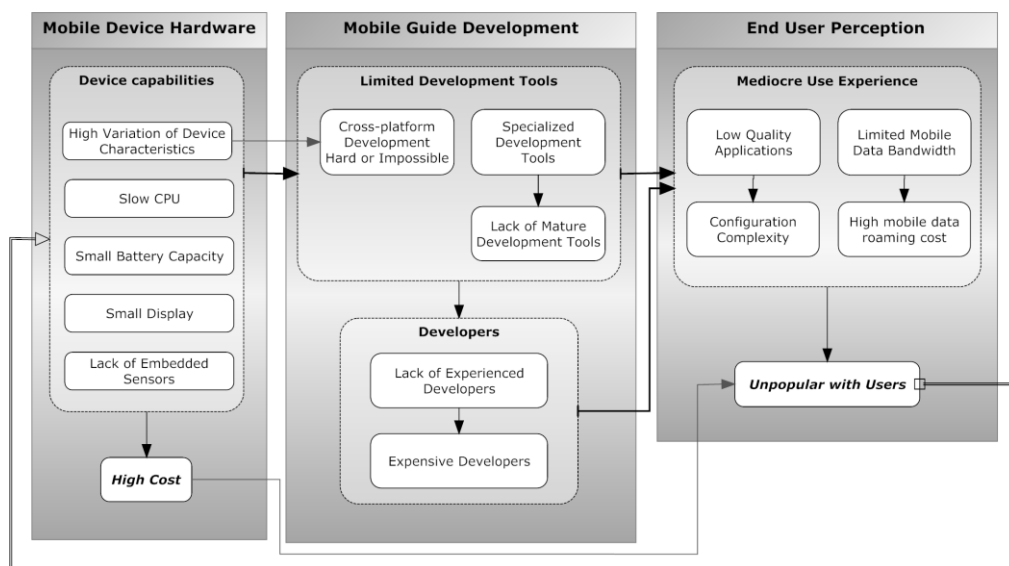 Mobile Device Hardware
Device capabilities
High Variation of Device
Characteristics
Slow CPU
Small Battery Capacity
Small Display
Lack of Embedded
Sensors
High Cost
Mobile Guide Development
Limited Development Tools
Cross-platform
Development
Hard or Impossible
Specialized
Development
Tools
Lack of Mature
Development Tools
Developers
Lack of Experienced
Developers
Expensive Developers
End User Perception
Mediocre Use Experience
Low Quality
Applications
Limited Mobile
Data Bandwidth
Configuration
Complexity
High mobile data
roaming cost
Unpopular with Users